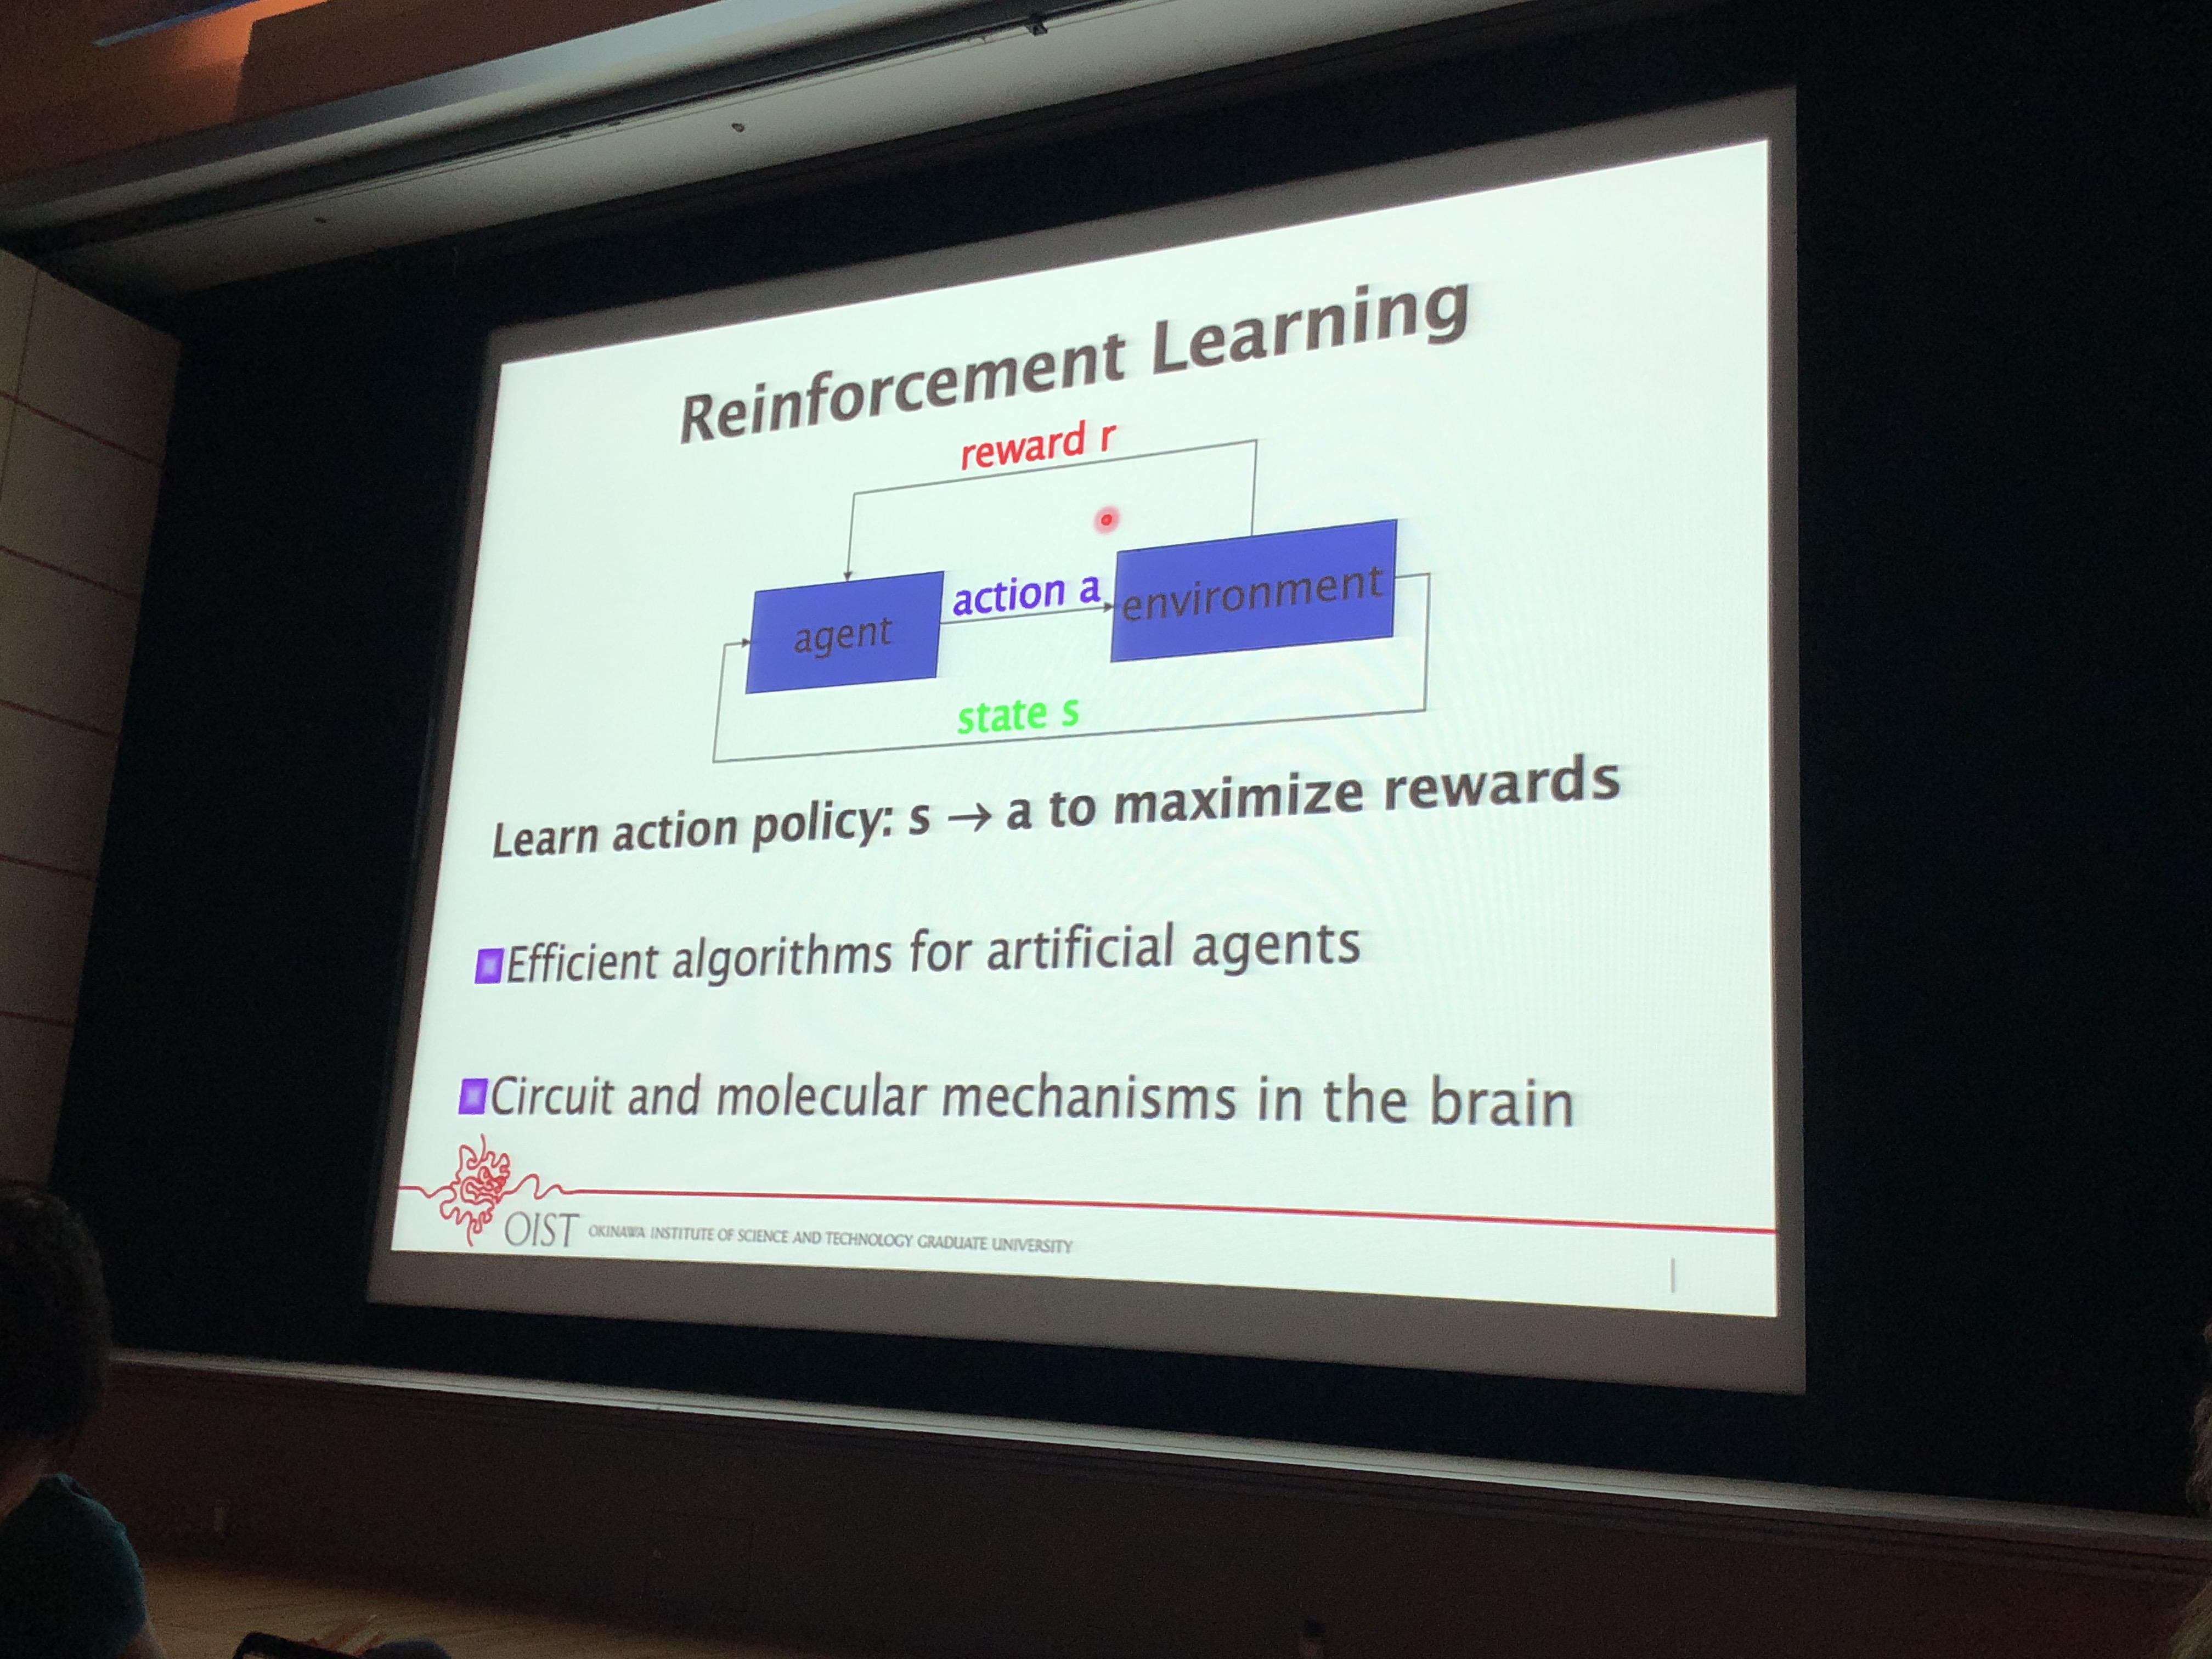 Reinforcement Learning
reward r
action a
environment
agent
state s
Learn action policy: s → a to maximize rewards
Efficient algorithms for artificial agents
Circuit and molecular mechanisms in the brain
OIST OKINAWA INSTITUTE OF SCIENCE AND TECHNOLOGY GRADUATE UNIVERSITY